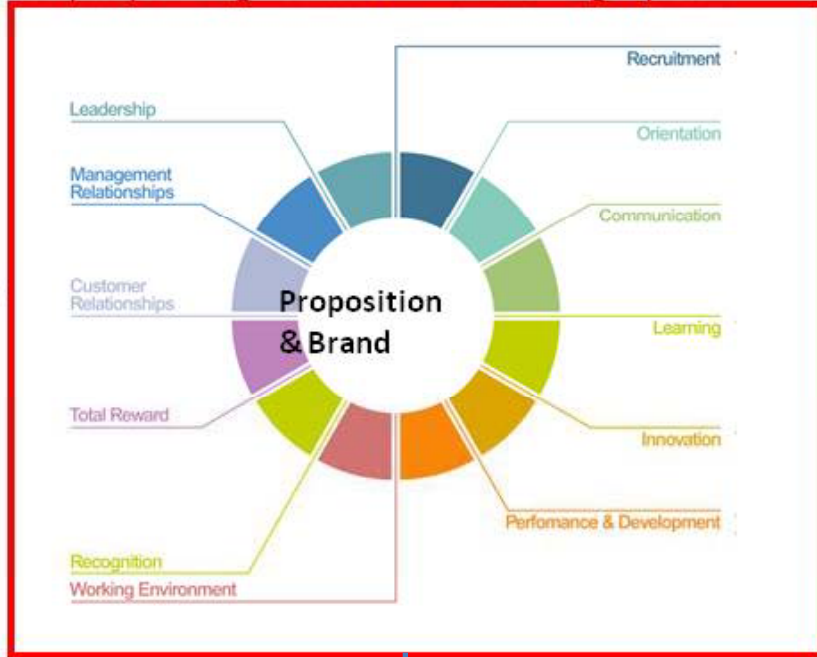 Recruitment
Leadership
Orientation
Management
Relationships
Communication
Customer
Relationships
Proposition
& Brand
Learning
Total Reward
Innovation
Perfomance & Development
Recognition
Working Environment